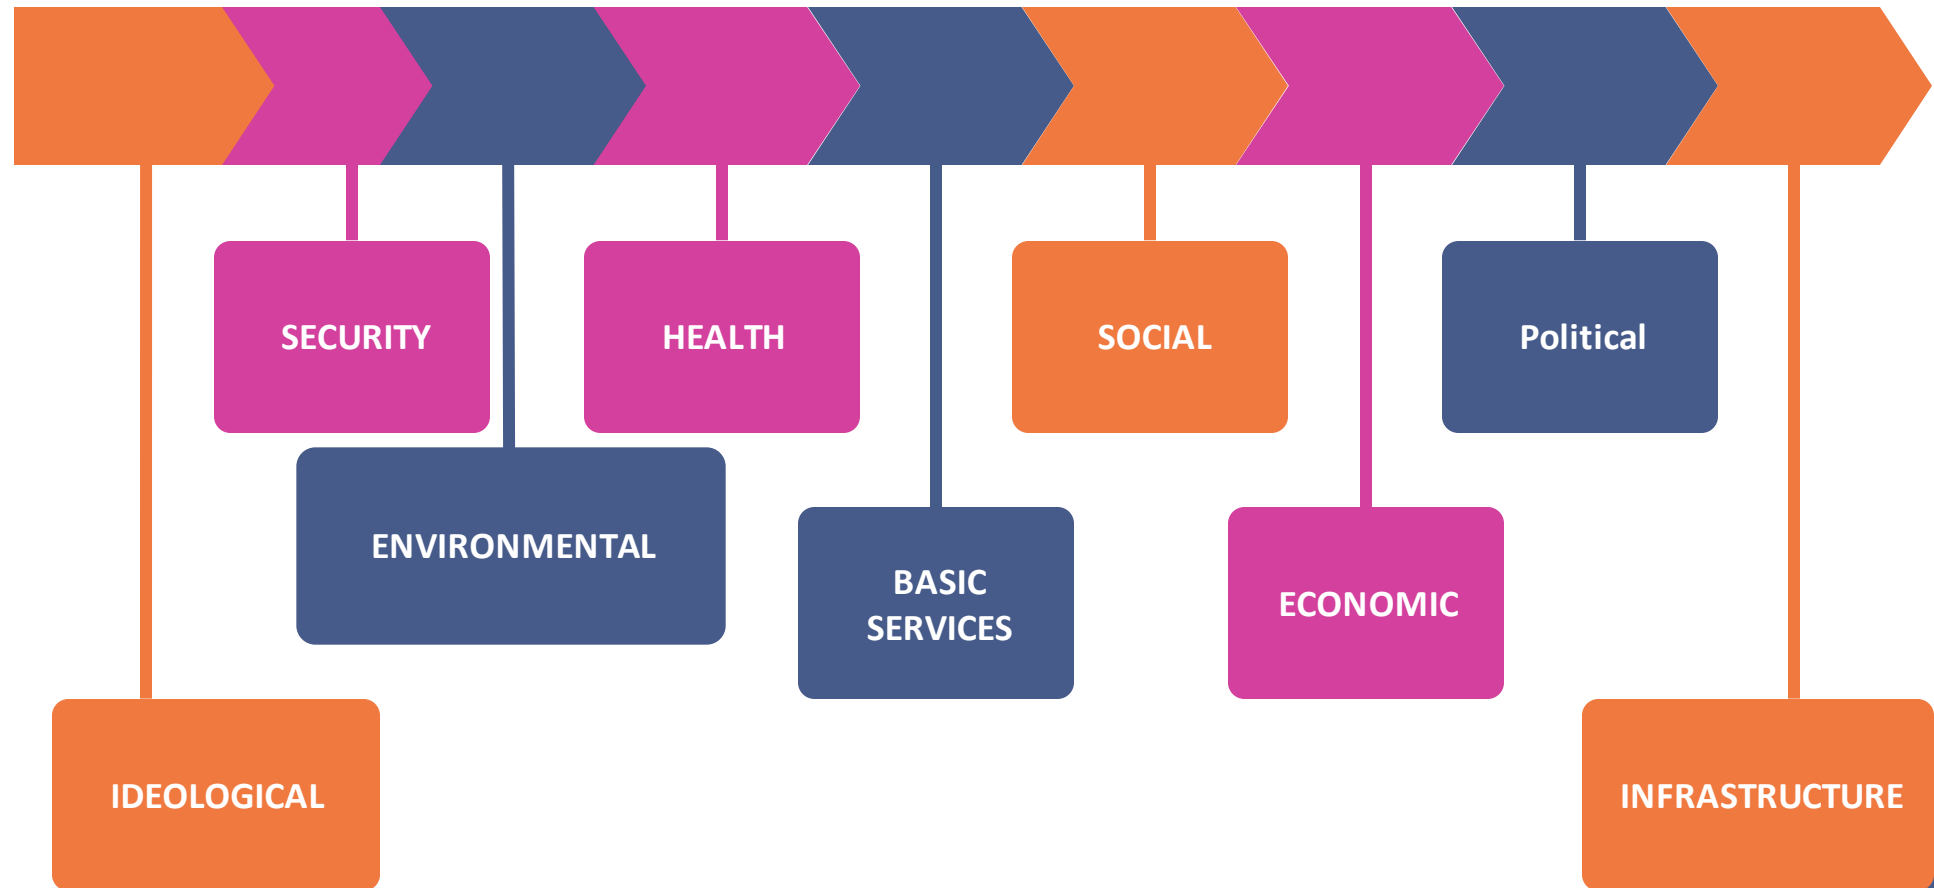 SECURITY
HEALTH
SOCIAL
Political
ENVIRONMENTAL
BASIC
SERVICES
ECONOMIC
IDEOLOGICAL
INFRASTRUCTURE